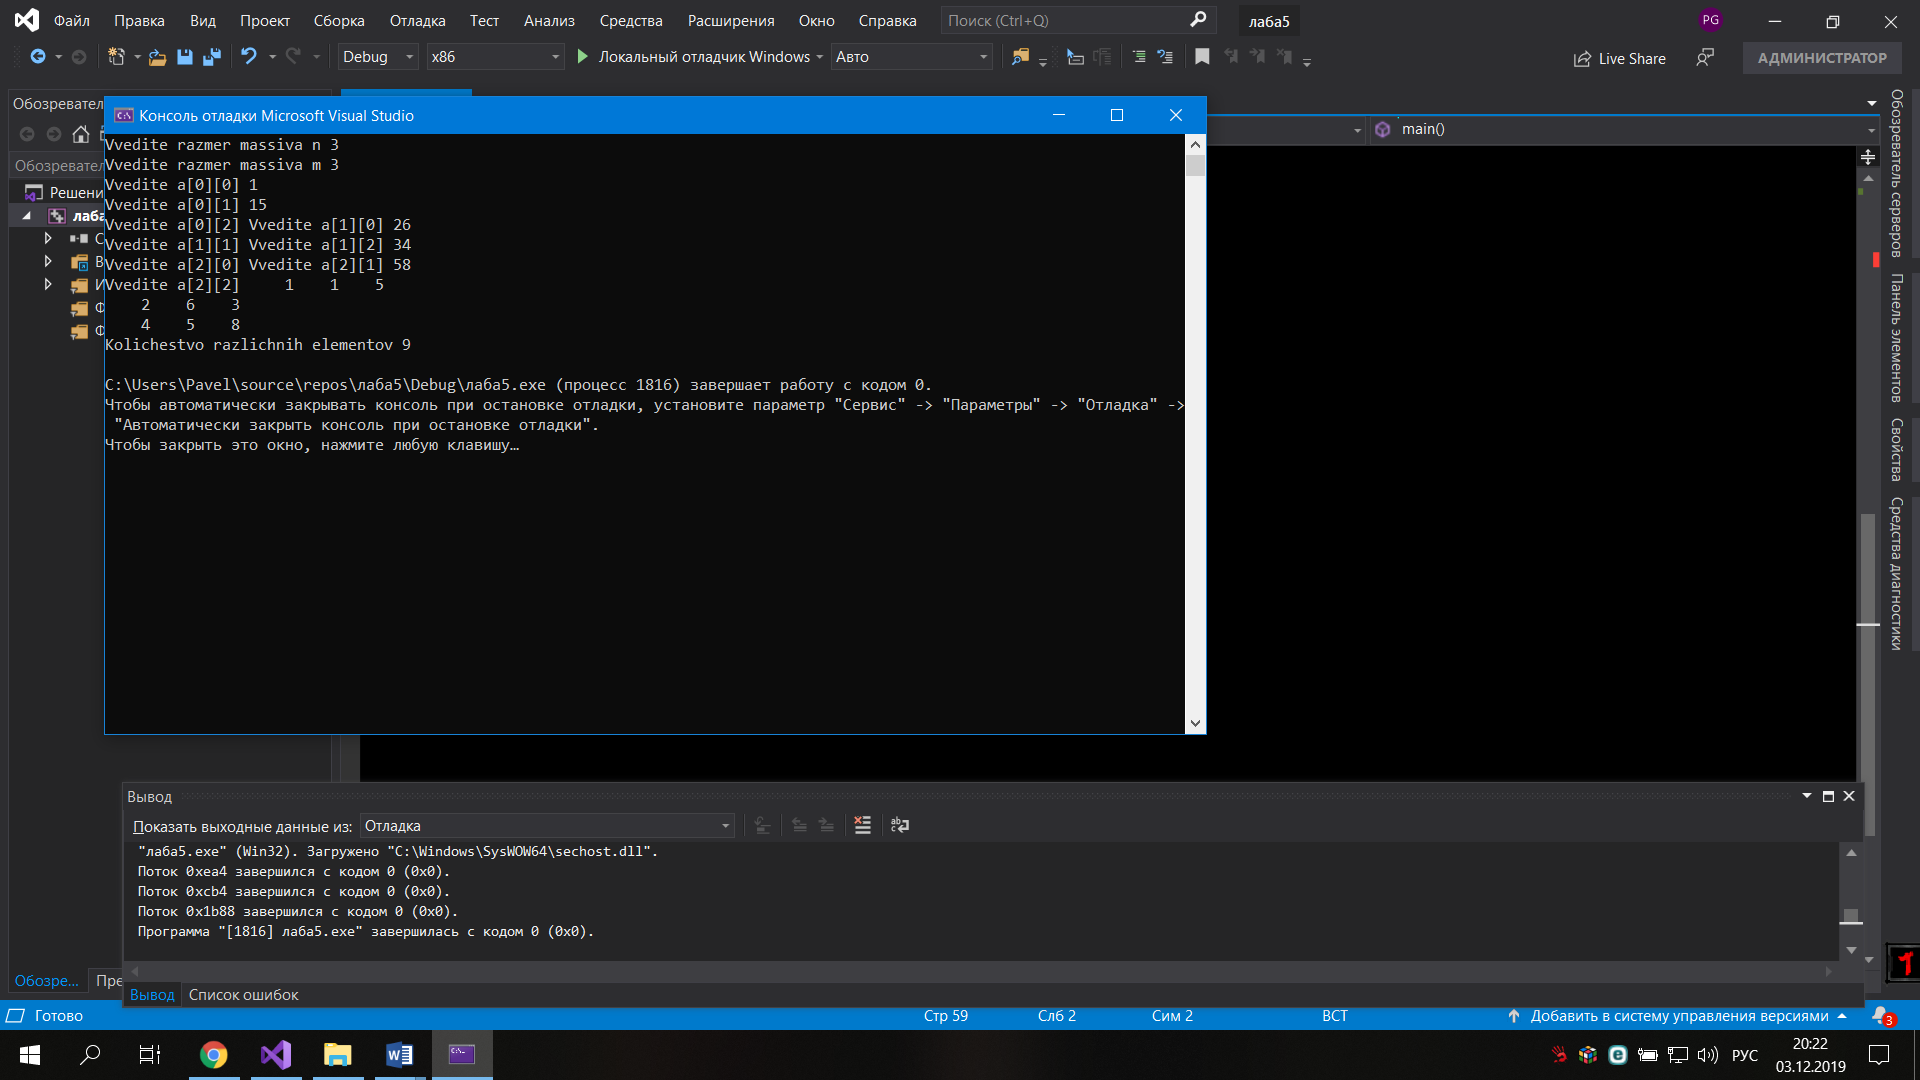 Файл Правка Вид Проект Сборка Отладка Тест Анализ Средства Расширения Окно Справка Поиск (Ctrl+Q) лаба5 PG
Debug x86 Локальный отладчик Windows Авто Live Share АДМИНИСТРАТОР
Консоль отладки Microsoft Visual Studio
main()
Vvedite razmer massiva n 3
Vvedite razmer massiva m 3
Vvedite a[0][0] 1
Vvedite a[0][1] 15
Vvedite a[0][2] Vvedite a[1][0] 26
Vvedite a[1][1] Vvedite a[1][2] 34
Vvedite a[2][0] Vvedite a[2][1] 58
Vvedite a[2][2]     1    1    5
2    6    3
4    5    8
Kolichestvo razlichnih elementov 9
C:\Users\Pavel\source\repos\лаба5\Debug\лаба5.exe (процесс 1816) завершает работу с кодом 0.
Чтобы автоматически закрывать консоль при остановке отладки, установите параметр "Сервис" -> "Параметры" -> "Отладка" ->
"Автоматически закрыть консоль при остановке отладки".
Чтобы закрыть это окно, нажмите любую клавишу…
Обозреватель серверов
Панель элементов
Свойства
Средства диагностики
Вывод
Показать выходные данные из: Отладка
"лаба5.exe" (Win32). Загружено "C:\Windows\SysWOW64\sechost.dll".
Поток 0xea4 завершился с кодом 0 (0x0).
Поток 0xcb4 завершился с кодом 0 (0x0).
Поток 0x1b88 завершился с кодом 0 (0x0).
Программа "[1816] лаба5.exe" завершилась с кодом 0 (0x0).
Обозре...
Вывод Список ошибок
Готово Стр 59 Слб 2 Сим 2 ВСТ Добавить в систему управления версиями 3
РУС 20:22
03.12.2019